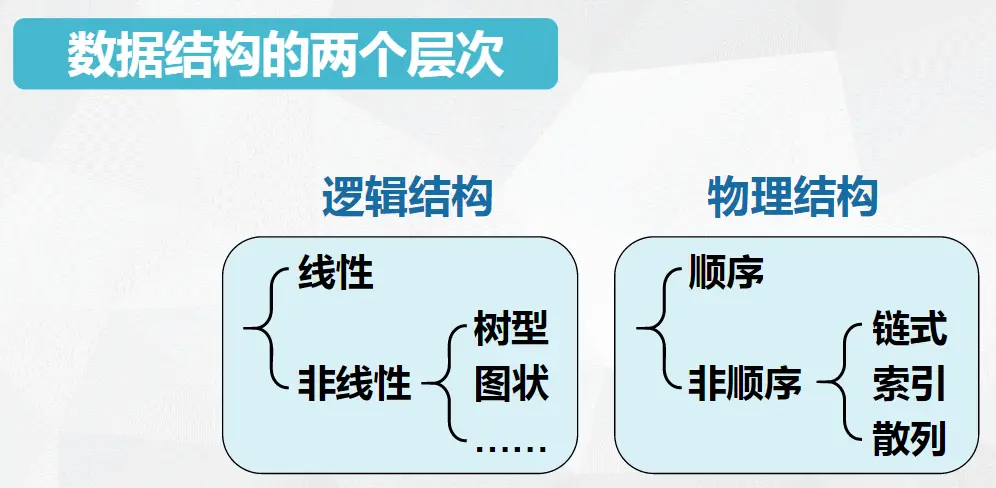 数据结构的两个层次
逻辑结构
线性
非线性
树型
图状
……
物理结构
顺序
非顺序
链式
索引
散列